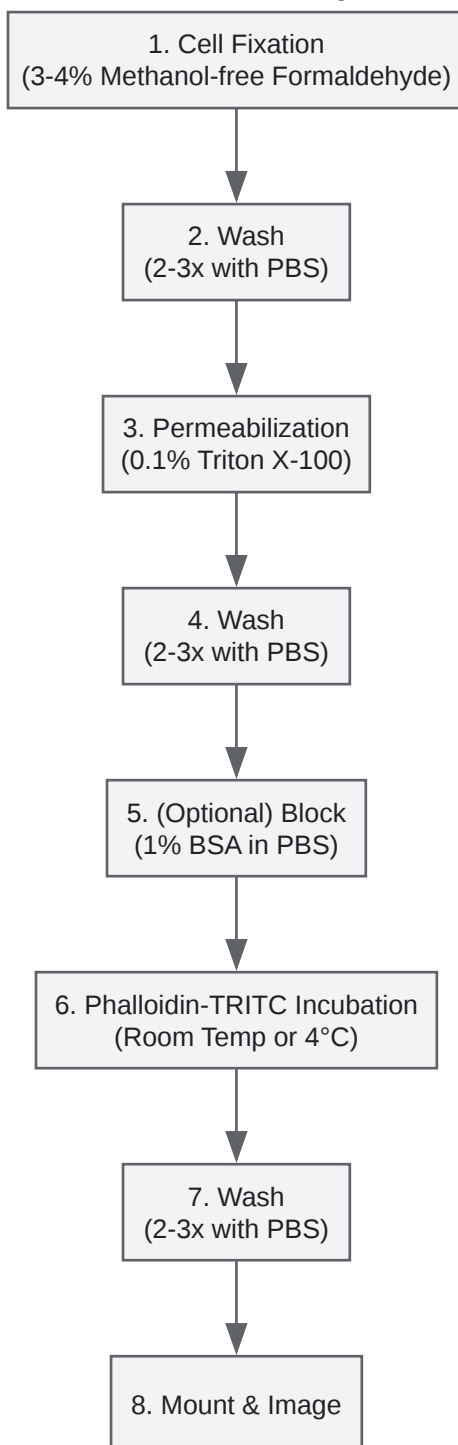 1. Cell Fixation
(3-4% Methanol-free Formaldehyde)
2. Wash
(2-3x with PBS)
3. Permeabilization
(0.1% Triton X-100)
4. Wash
(2-3x with PBS)
5. (Optional) Block
(1% BSA in PBS)
6. Phalloidin-TRITC Incubation
(Room Temp or 4°C)
7. Wash
(2-3x with PBS)
8. Mount & Image